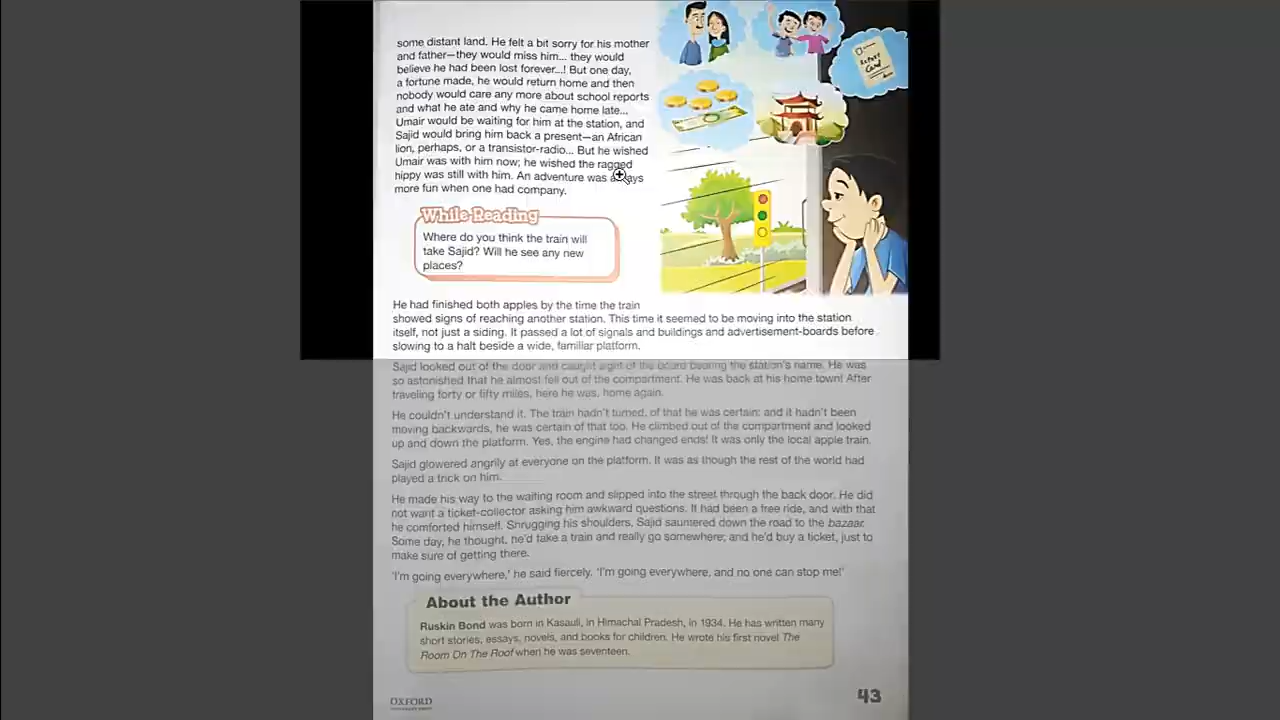 some distant land. He felt a bit sorry for his mother
and father—they would miss him... they would
believe he had been lost forever...! But one day,
a fortune made, he would return home and then
nobody would care any more about school reports
and what he ate and why he came home late...
Umair would be waiting for him at the station, and
Sajid would bring him back a present—an African
lion, perhaps, or a transistor-radio... But he wished
Umair was with him now; he wished the ragged
hippy was still with him. An adventure was always
more fun when one had company.
Report
Card
While Reading
Where do you think the train will
take Sajid? Will he see any new
places?
He had finished both apples by the time the train
showed signs of reaching another station. This time it seemed to be moving into the station
itself, not just a siding. It passed a lot of signals and buildings and advertisement-boards before
slowing to a halt beside a wide, familiar platform.
Sajid looked out of the door and caught sight of the board bearing the station's name. He was
so astonished that he almost fell out of the compartment. He was back at his home town! After
traveling forty or fifty miles, here he was, home again.
He couldn't understand it. The train hadn't turned, of that he was certain; and it hadn't been
moving backwards, he was certain of that too. He climbed out of the compartment and looked
up and down the platform. Yes, the engine had changed ends! It was only the local apple train.
Sajid glowered angrily at everyone on the platform. It was as though the rest of the world had
played a trick on him.
He made his way to the waiting room and slipped into the street through the back door. He did
not want a ticket-collector asking him awkward questions. It had been a free ride, and with that
he comforted himself. Shrugging his shoulders, Sajid sauntered down the road to the bazaar.
Some day, he thought, he'd take a train and really go somewhere; and he'd buy a ticket, just to
make sure of getting there.
'I'm going everywhere,' he said fiercely. 'I'm going everywhere, and no one can stop me!'
About the Author
Ruskin Bond was born in Kasauli, in Himachal Pradesh, in 1934. He has written many
short stories, essays, novels, and books for children. He wrote his first novel The
Room On The Roof when he was seventeen.
OXFORD
UNIVERSITY PRESS
43